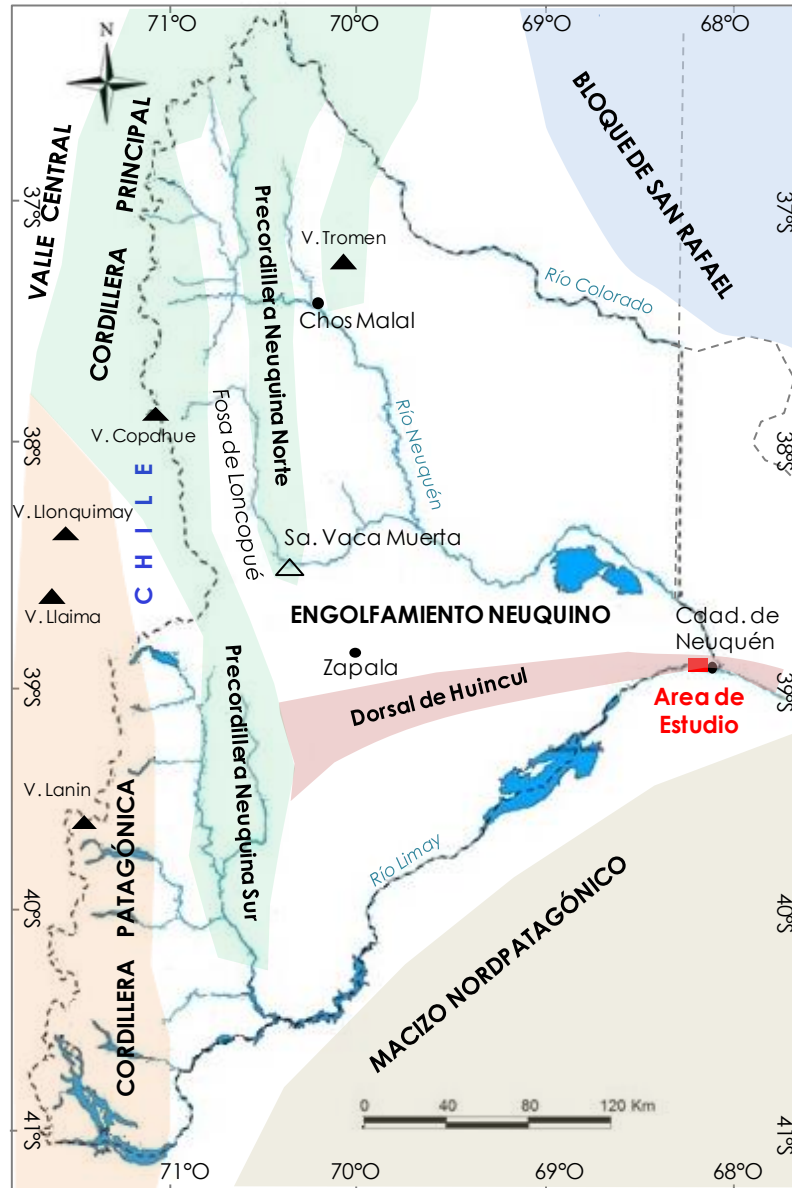 71°O
70°O
69°O
68°O
N
VALLE CENTRAL
CORDILLERA PRINCIPAL
BLOQUE DE SAN RAFAEL
37°S
37°S
Precordillera Neuquina Norte
V. Tromen
Chos Malal
Río Colorado
V. Copahue
Fosa de Loncopué
Río Neuquén
38°S
38°S
CHILE
V. Llonquimay
Sa. Vaca Muerta
V. Llaima
ENGOLFAMIENTO NEUQUINO
Cdad. de
Neuquén
Zapala
39°S
39°S
Precordillera Neuquina Sur
Dorsal de Huincul
Area de
Estudio
V. Lanin
CORDILLERA PATAGÓNICA
Río Limay
40°S
40°S
MACIZO NORDPATAGÓNICO
0 40 80 120 Km
41°S
41°S
71°O
70°O
69°O
68°O